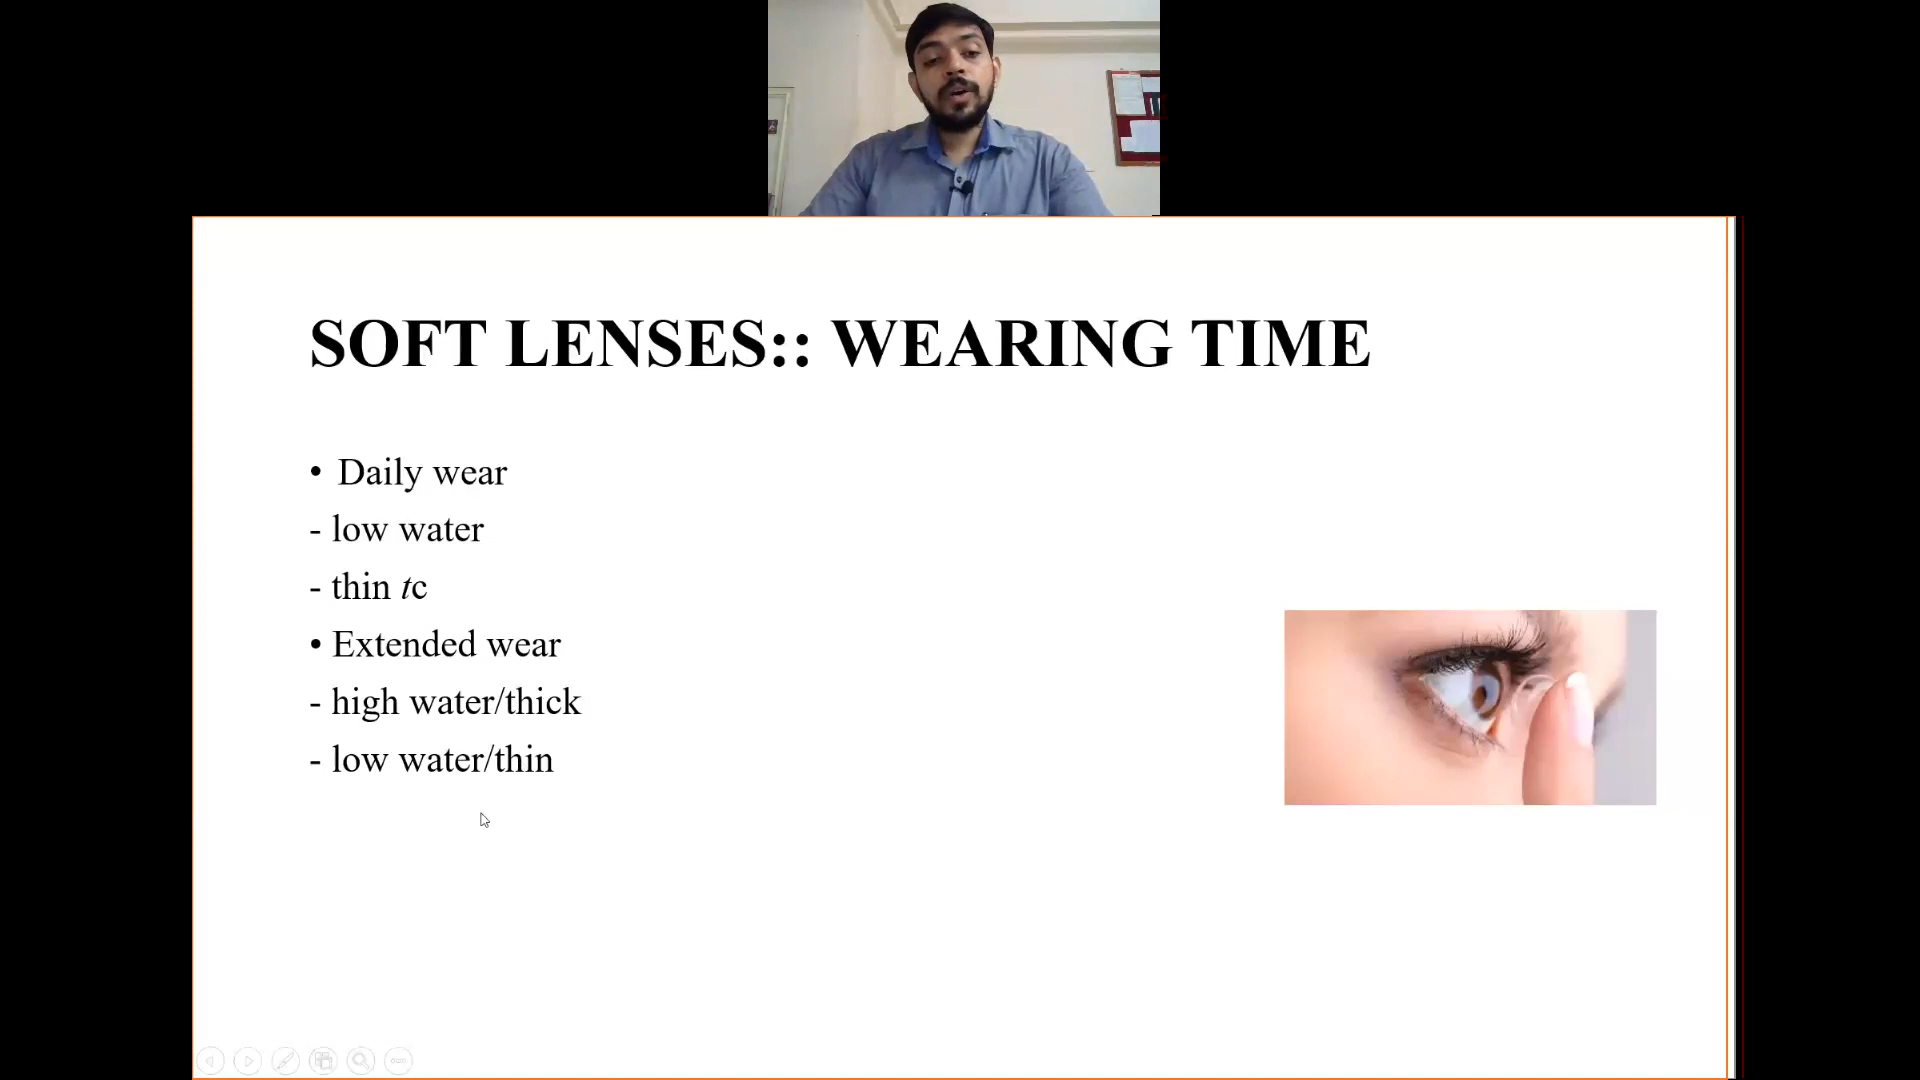 SOFT LENSES:: WEARING TIME
• Daily wear
- low water
- thin tc
• Extended wear
- high water/thick
- low water/thin